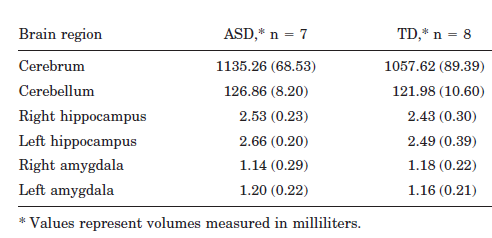 Brain region ASD,* n = 7 TD,* n = 8
Cerebrum 1135.26 (68.53) 1057.62 (89.39)
Cerebellum 126.86 (8.20) 121.98 (10.60)
Right hippocampus 2.53 (0.23) 2.43 (0.30)
Left hippocampus 2.66 (0.20) 2.49 (0.39)
Right amygdala 1.14 (0.29) 1.18 (0.22)
Left amygdala 1.20 (0.22) 1.16 (0.21)
* Values represent volumes measured in milliliters.